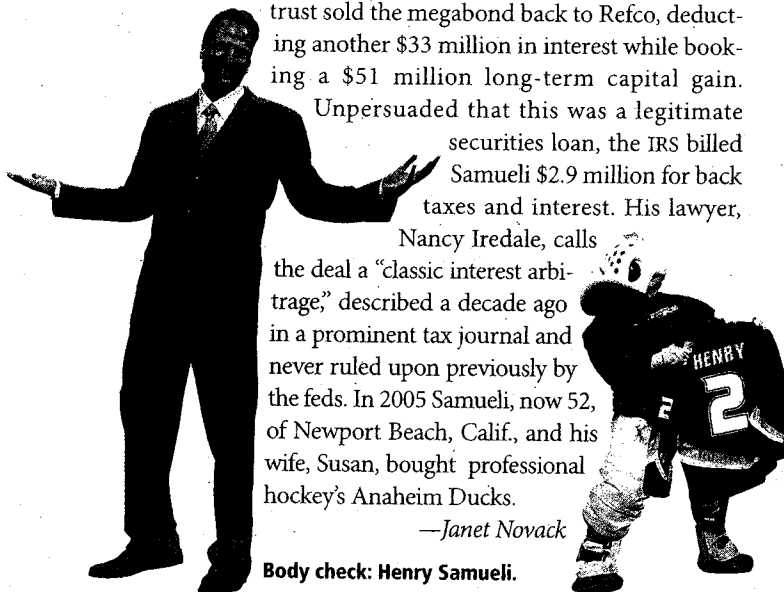 trust sold the megabond back to Refco, deduct-
ing another $33 million in interest while book-
ing a $51 million long-term capital gain.
Unpersuaded that this was a legitimate
securities loan, the IRS billed
Samueli $2.9 million for back
taxes and interest. His lawyer,
Nancy Iredale, calls
the deal a “classic interest arbi-
trage,” described a decade ago
in a prominent tax journal and
never ruled upon previously by
the feds. In 2005 Samueli, now 52,
of Newport Beach, Calif., and his
wife, Susan, bought professional
hockey’s Anaheim Ducks.
—Janet Novack
HENRY
2
2
Body check: Henry Samueli.